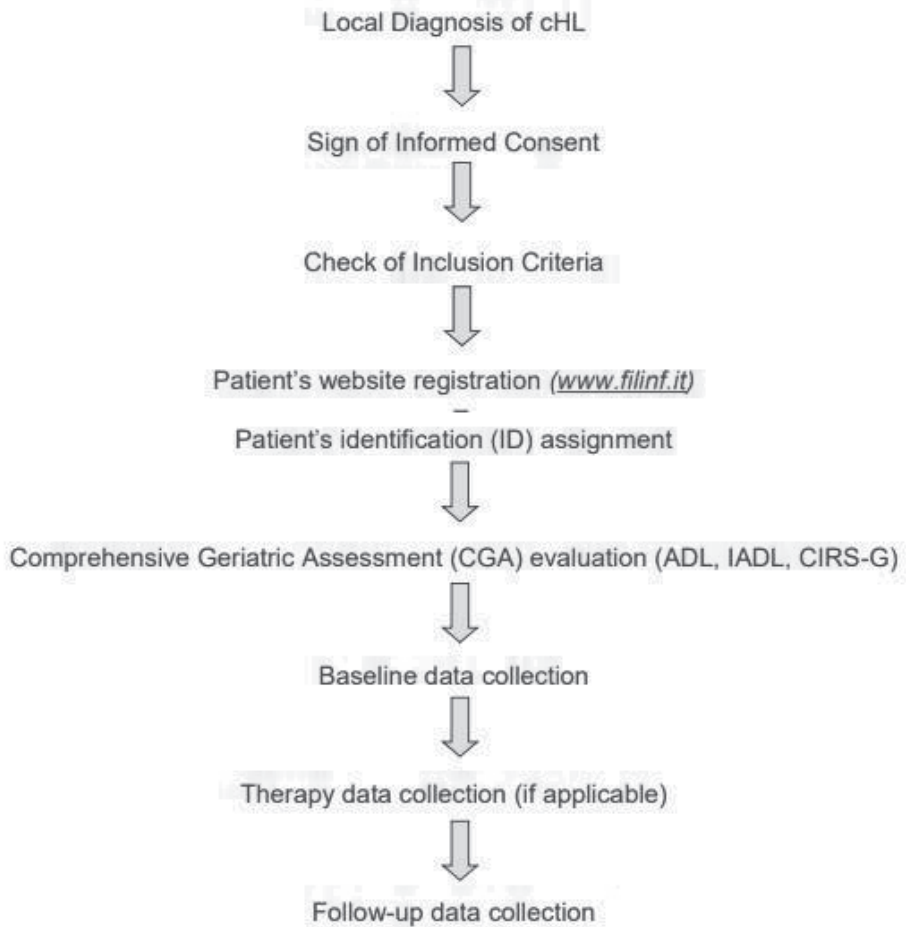 Local Diagnosis of cHL
Sign of Informed Consent
Check of Inclusion Criteria
Patient’s website registration (www.filinf.it)
–
Patient’s identification (ID) assignment
Comprehensive Geriatric Assessment (CGA) evaluation (ADL, IADL, CIRS-G)
Baseline data collection
Therapy data collection (if applicable)
Follow-up data collection